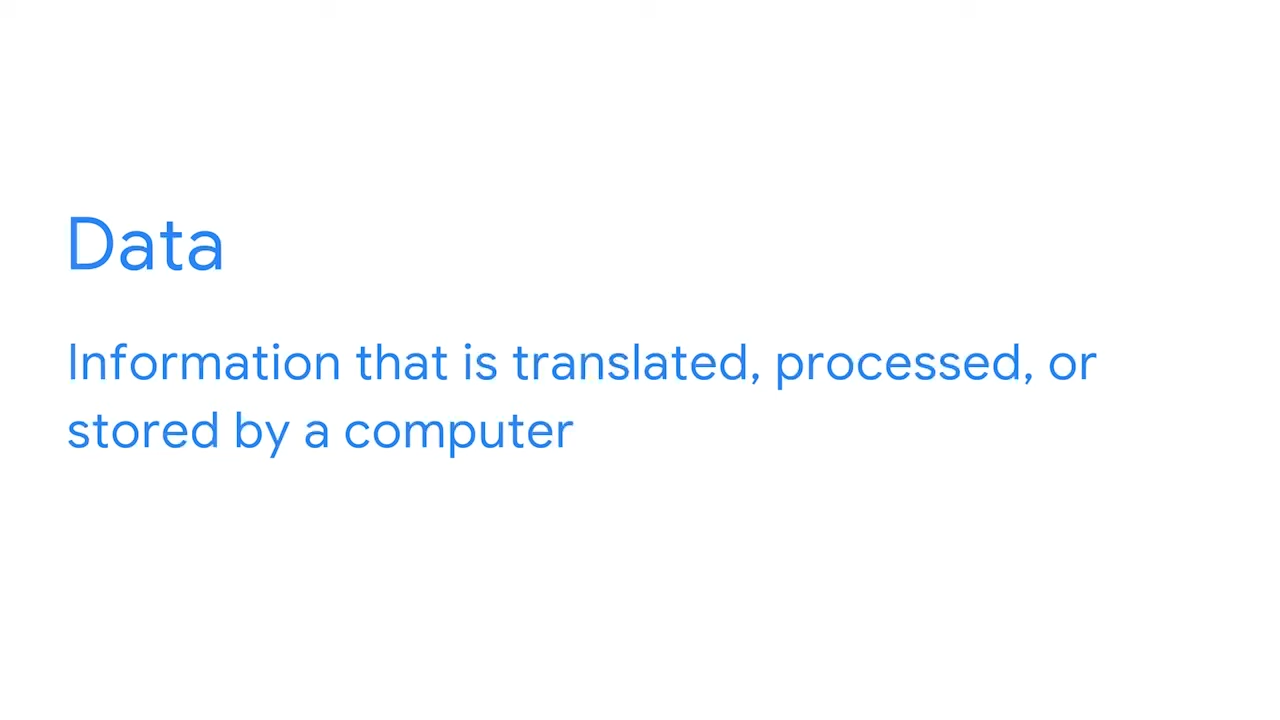 Data
Information that is translated, processed, or
stored by a computer